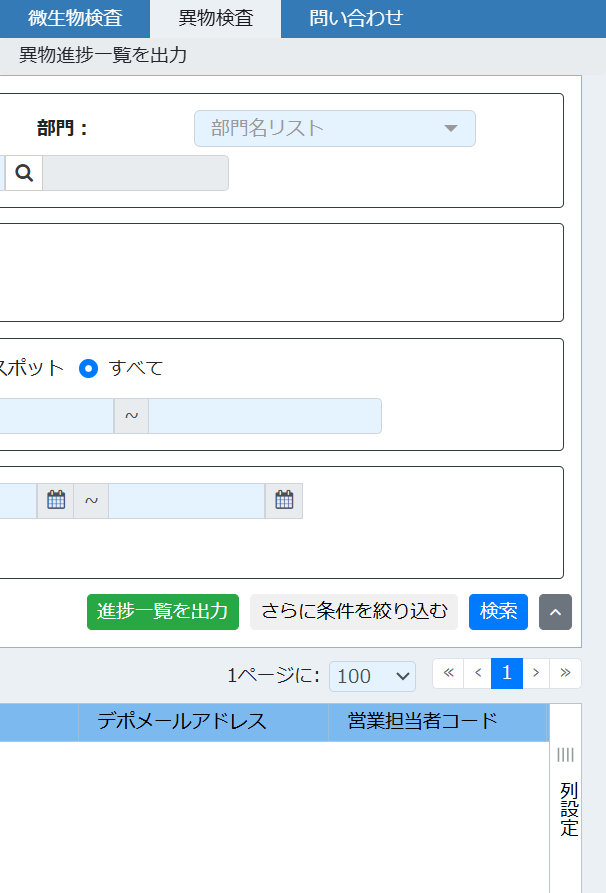 微生物検査 異物検査 問い合わせ
異物進捗一覧を出力
部門： 部門名リスト
スポット すべて
~
~
進捗一覧を出力 さらに条件を絞り込む 検索
1ページに: 100 « ‹ 1 › »
デポメールアドレス 営業担当者コード
列設定